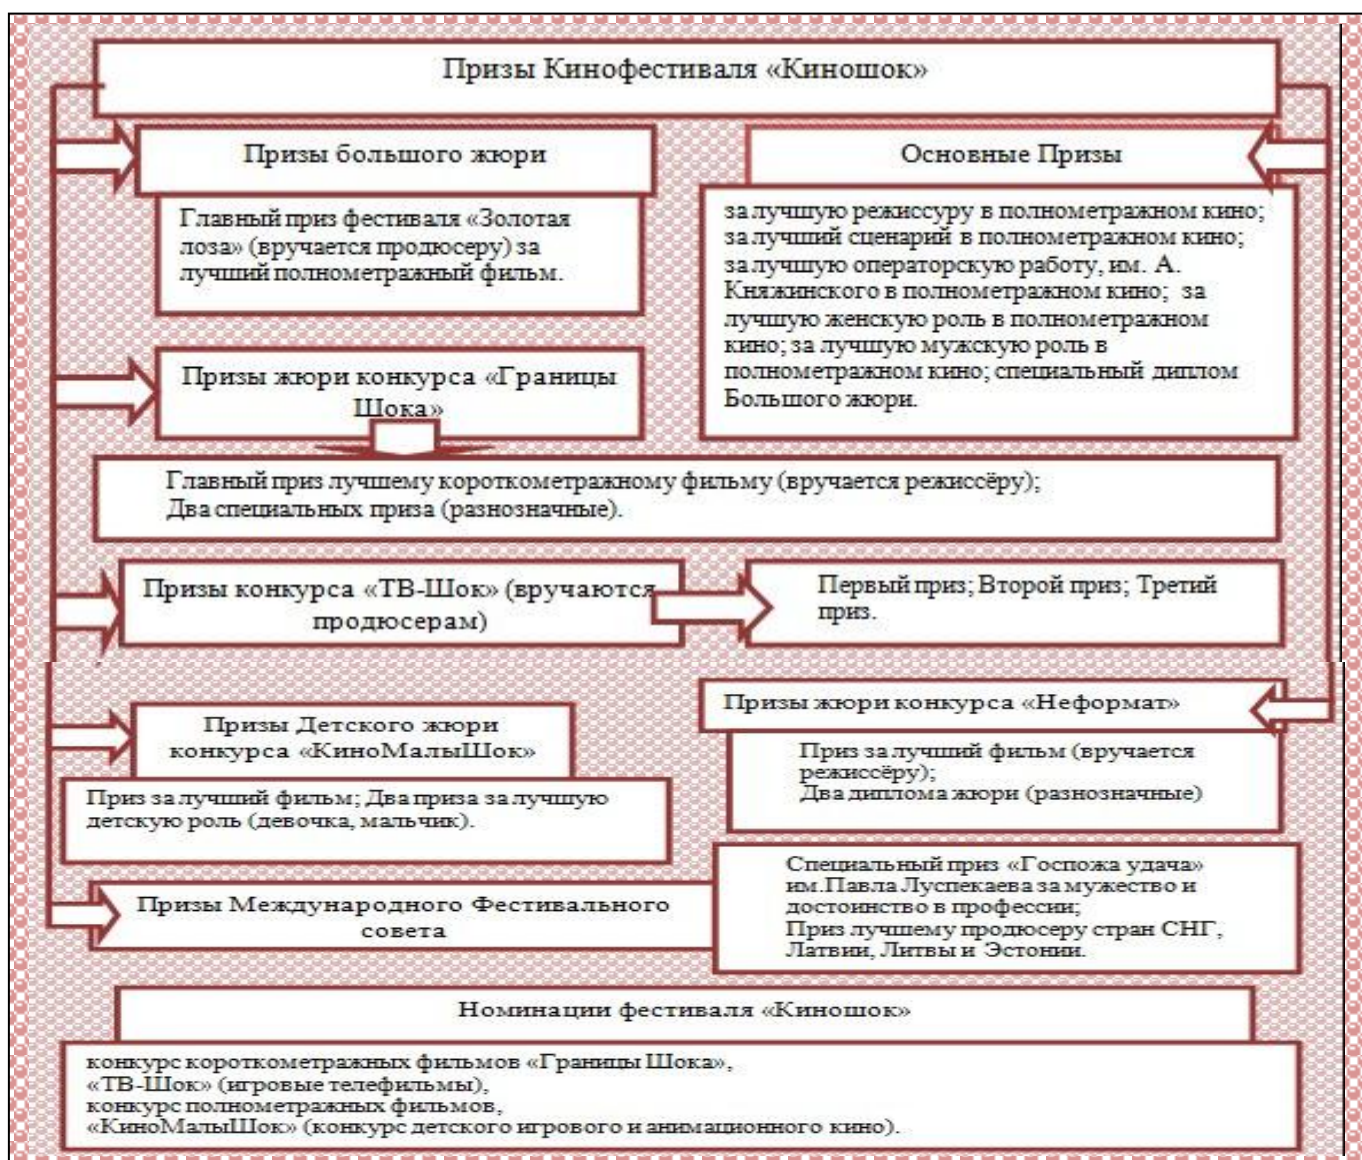 Призы Кинофестиваля «Киношок»
Призы большого жюри
Главный приз фестиваля «Золотая
лоза» (вручается продюсеру) за
лучший полнометражный фильм.
Основные Призы
за лучшую режиссуру в полнометражном кино;
за лучший сценарий в полнометражном кино;
за лучшую операторскую работу, им. А.
Княжинского в полнометражном кино; за
лучшую женскую роль в полнометражном
кино; за лучшую мужскую роль в
полнометражном кино; специальный диплом
Большого жюри.
Призы жюри конкурса «Границы
Шока»
Главный приз лучшему короткометражному фильму (вручается режиссёру);
Два специальных приза (разнозначные).
Призы конкурса «ТВ-Шок» (вручаются
продюсерам)
Первый приз; Второй приз; Третий
приз.
Призы Детского жюри
конкурса «КиноМалыШок»
Приз за лучший фильм; Два приза за лучшую
детскую роль (девочка, мальчик).
Призы жюри конкурса «Неформат»
Приз за лучший фильм (вручается
режиссёру);
Два диплома жюри (разнозначные)
Призы Международного Фестивального
совета
Специальный приз «Госпожа удача»
им.Павла Луспекаева за мужество и
достоинство в профессии;
Приз лучшему продюсеру стран СНГ,
Латвии, Литвы и Эстонии.
Номинации фестиваля «Киношок»
конкурс короткометражных фильмов «Границы Шока»,
«ТВ-Шок» (игровые телефильмы),
конкурс полнометражных фильмов,
«КиноМалыШок» (конкурс детского игрового и анимационного кино).